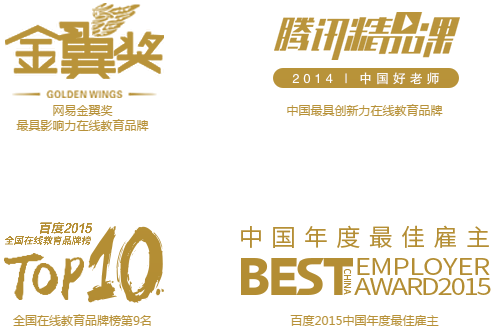 金翼奖
GOLDEN WINGS
网易金翼奖
最具影响力在线教育品牌
腾讯精品课
2014 | 中国好老师
中国最具创新力在线教育品牌
百度2015
全国在线教育品牌榜
TOP10
全国在线教育品牌榜第9名
中国年度最佳雇主
BEST CHINA EMPLOYER
AWARD2015
百度2015中国年度最佳雇主